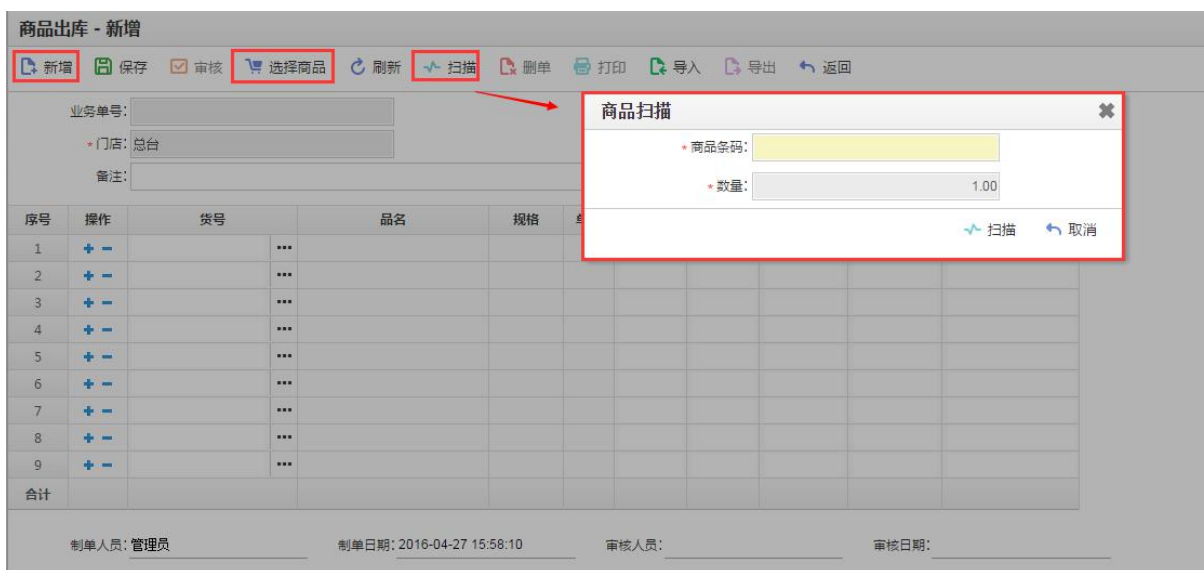 商品出库 - 新增
新增 保存 审核 选择商品 刷新 扫描 删单 打印 导入 导出 返回
业务单号:
*门店: 总台
备注:
商品扫描
*商品条码:
*数量: 1.00
扫描 取消
序号 操作 货号 品名 规格
1
2
3
4
5
6
7
8
9
合计
制单人员: 管理员 制单日期: 2016-04-27 15:58:10 审核人员: 审核日期: